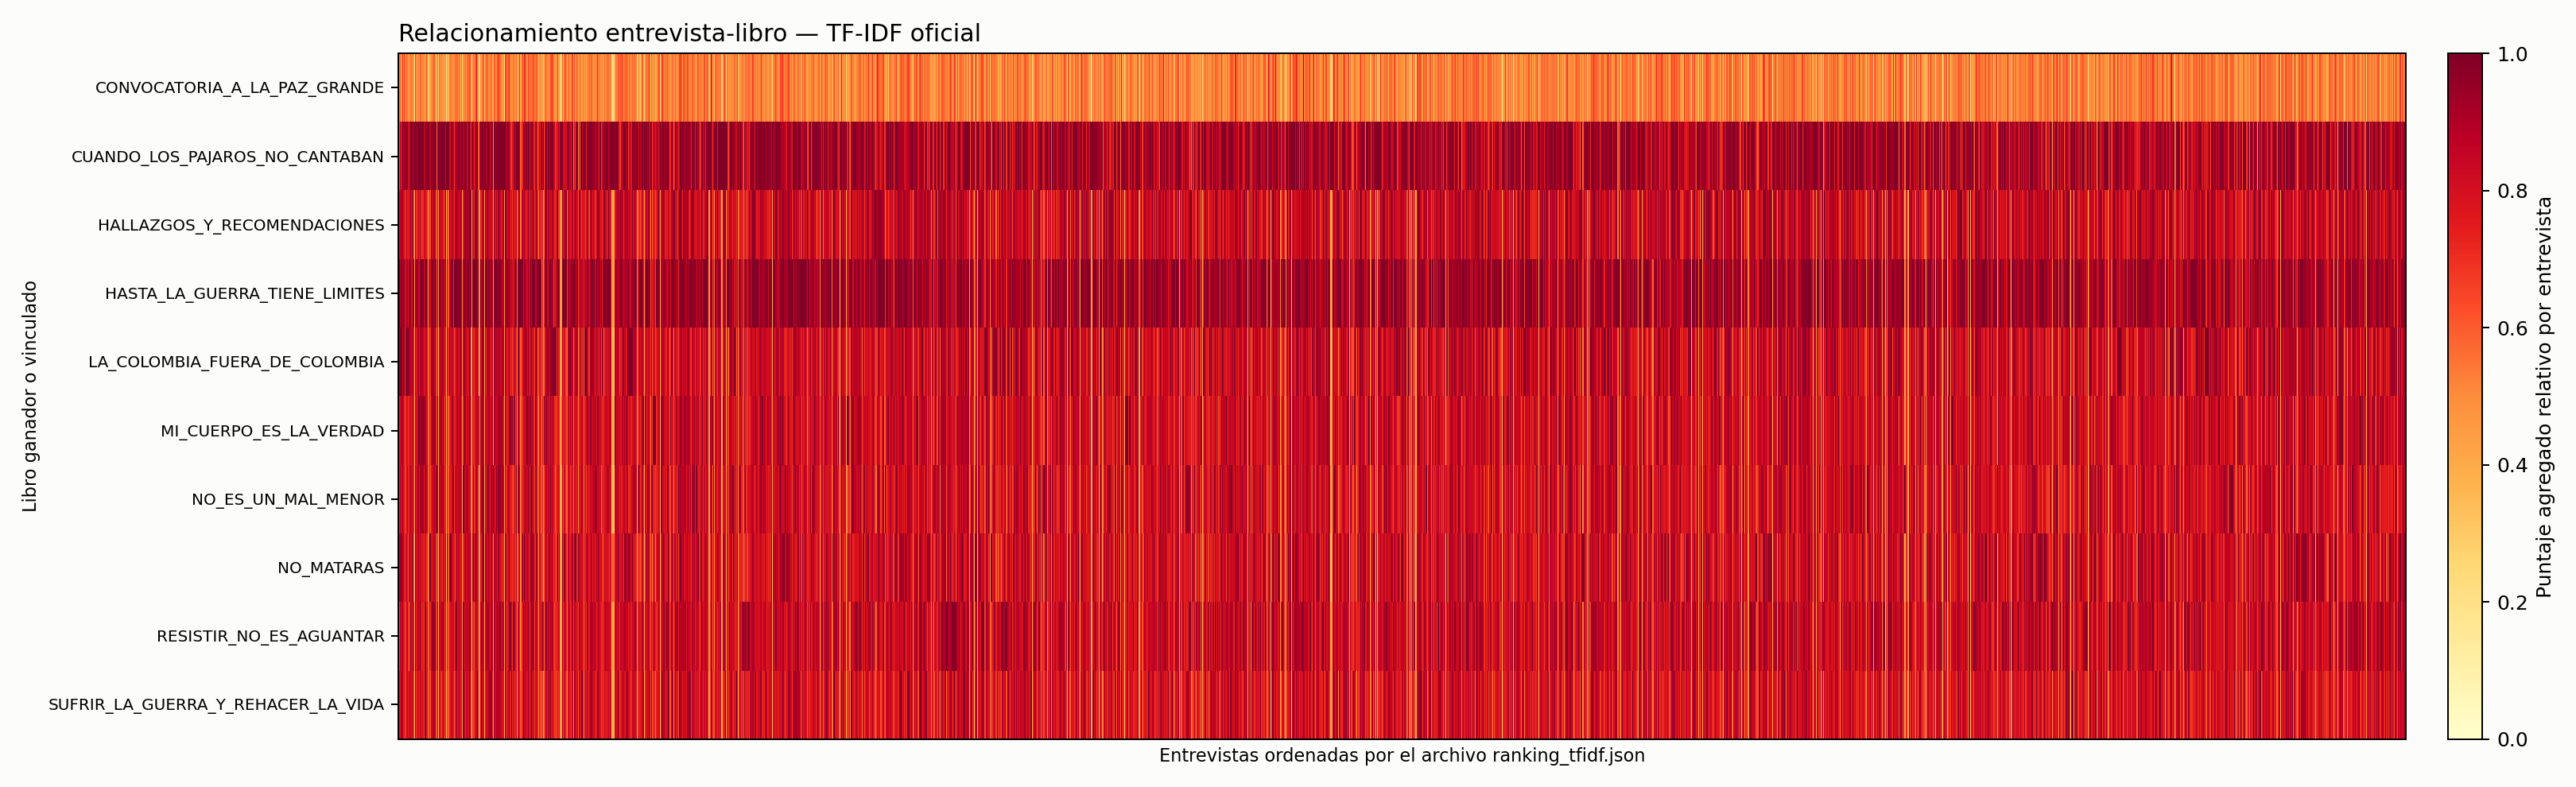 Relacionamiento entrevista-libro — TF-IDF oficial
Libro ganador o vinculado
CONVOCATORIA_A_LA_PAZ_GRANDE
CUANDO_LOS_PAJAROS_NO_CANTABAN
HALLAZGOS_Y_RECOMENDACIONES
HASTA_LA_GUERRA_TIENE_LIMITES
LA_COLOMBIA_FUERA_DE_COLOMBIA
MI_CUERPO_ES_LA_VERDAD
NO_ES_UN_MAL_MENOR
NO_MATARAS
RESISTIR_NO_ES_AGUANTAR
SUFRIR_LA_GUERRA_Y_REHACER_LA_VIDA
Entrevistas ordenadas por el archivo ranking_tfidf.json
1.0
0.8
0.6
0.4
0.2
0.0
Puntaje agregado relativo por entrevista